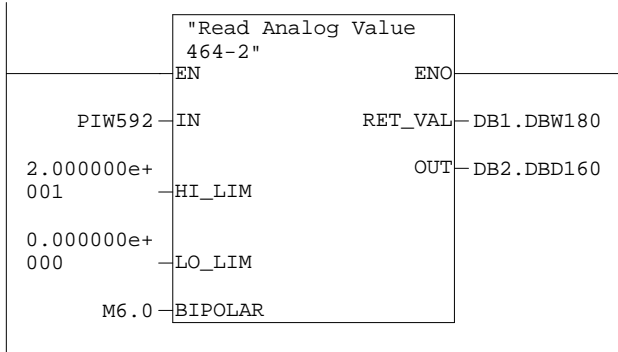 "Read Analog Value
464-2"
EN ENO
PIW592 IN RET_VAL DB1.DBW180
2.000000e+ OUT DB2.DBD160
001 HI_LIM
0.000000e+
000 LO_LIM
M6.0 BIPOLAR